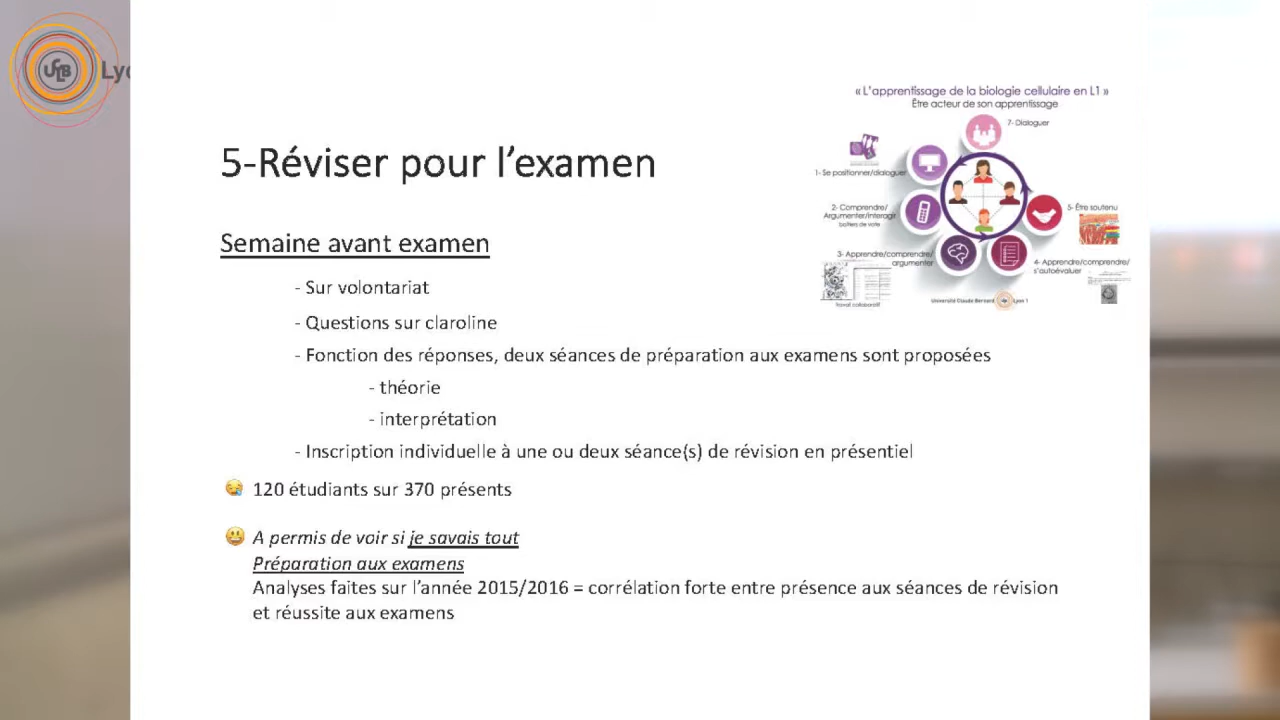 UCLB
Lyo
« L'apprentissage de la biologie cellulaire en L1 »
Être acteur de son apprentissage
7- Dialoguer
5-Réviser pour l'examen
1- Se positionner/dialoguer
2- Comprendre/
Argumenter/interagir
boîtiers de vote
5- Être soutenu
Semaine avant examen
3- Apprendre/comprendre/
argumenter
4- Apprendre/comprendre/
s'autoévaluer
travail collaboratif
Université Claude Bernard Lyon 1
- Sur volontariat
- Questions sur claroline
- Fonction des réponses, deux séances de préparation aux examens sont proposées
- théorie
- interprétation
- Inscription individuelle à une ou deux séance(s) de révision en présentiel
120 étudiants sur 370 présents
A permis de voir si je savais tout
Préparation aux examens
Analyses faites sur l'année 2015/2016 = corrélation forte entre présence aux séances de révision
et réussite aux examens